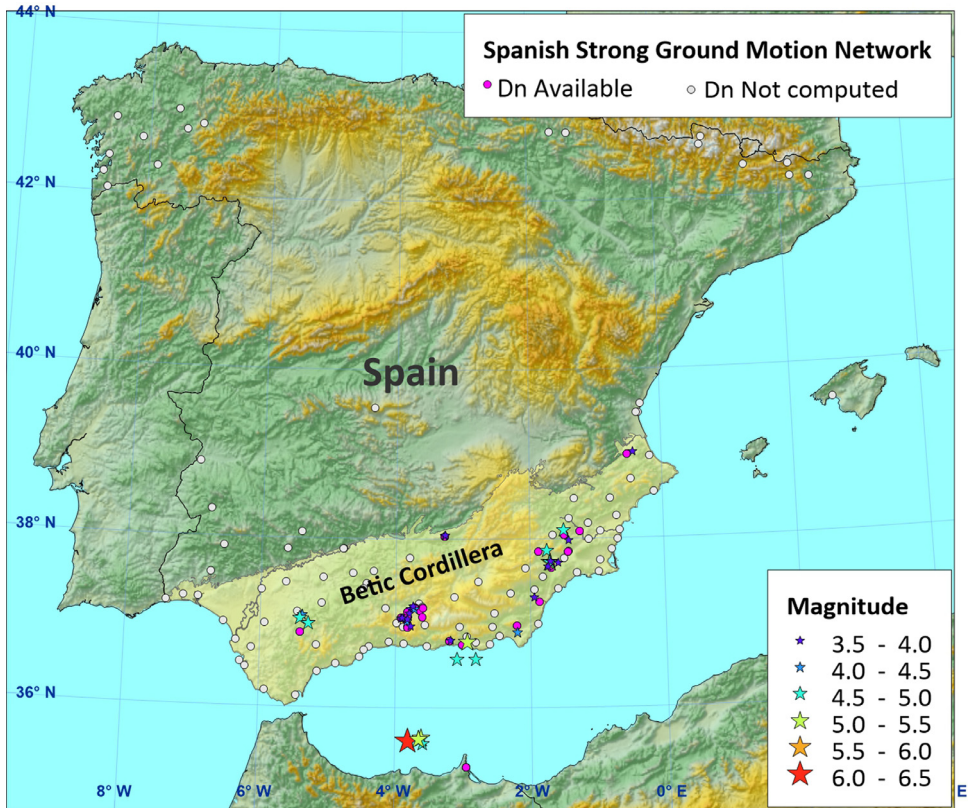 44° N
Spanish Strong Ground Motion Network
Dn Available
Dn Not computed
42° N
40° N
Spain
38° N
Betic Cordillera
Magnitude
3.5 - 4.0
4.0 - 4.5
4.5 - 5.0
5.0 - 5.5
5.5 - 6.0
6.0 - 6.5
36° N
8° W
6° W
4° W
2° W
0° E
E